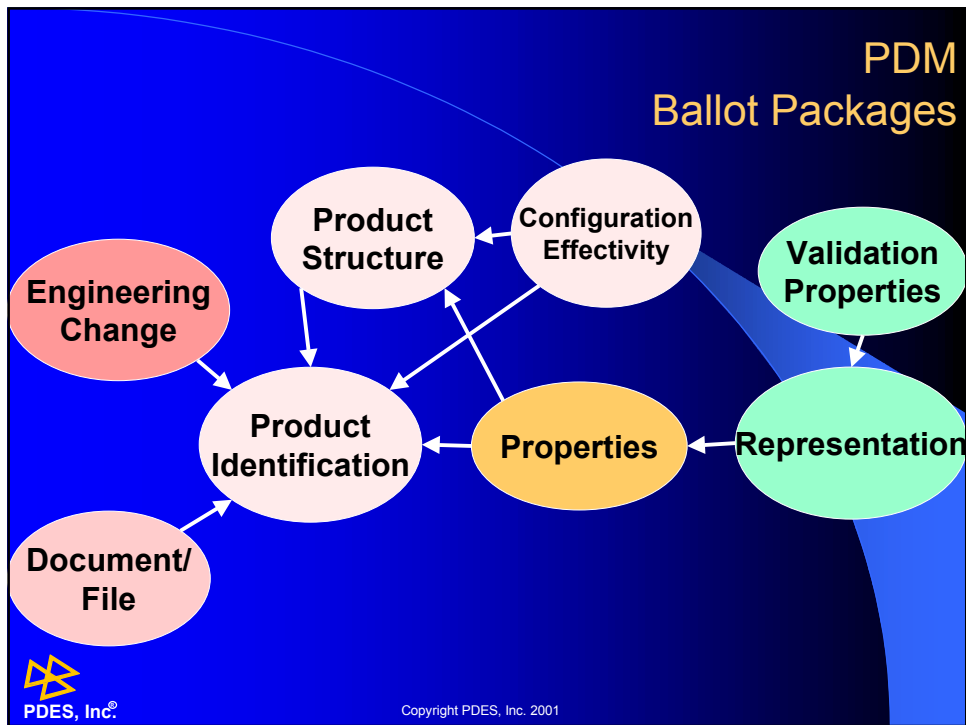 PDM
Ballot Packages
Product
Structure
Configuration
Effectivity
Validation
Properties
Engineering
Change
Product
Identification
Properties
Representation
Document/
File
PDES, Inc.®
Copyright PDES, Inc. 2001